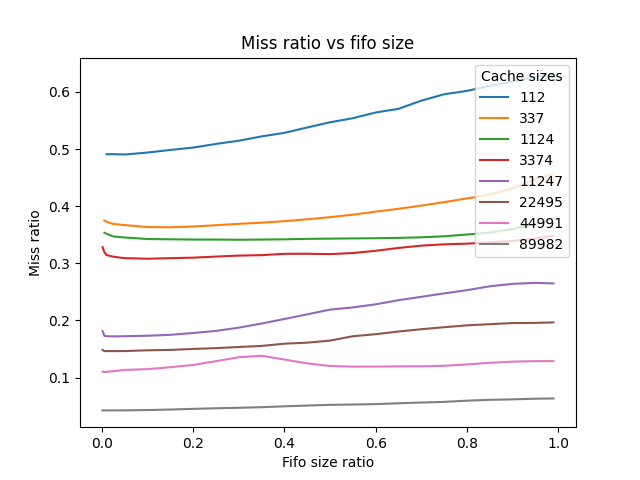 Miss ratio vs fifo size
Miss ratio
0.6
0.5
0.4
0.3
0.2
0.1
Cache sizes
112
337
1124
3374
11247
22495
44991
89982
0.0 0.2 0.4 0.6 0.8 1.0
Fifo size ratio